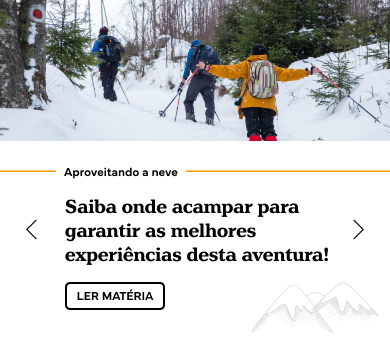 Aproveitando a neve
Saiba onde acampar para
garantir as melhores
experiências desta aventura!
LER MATÉRIA